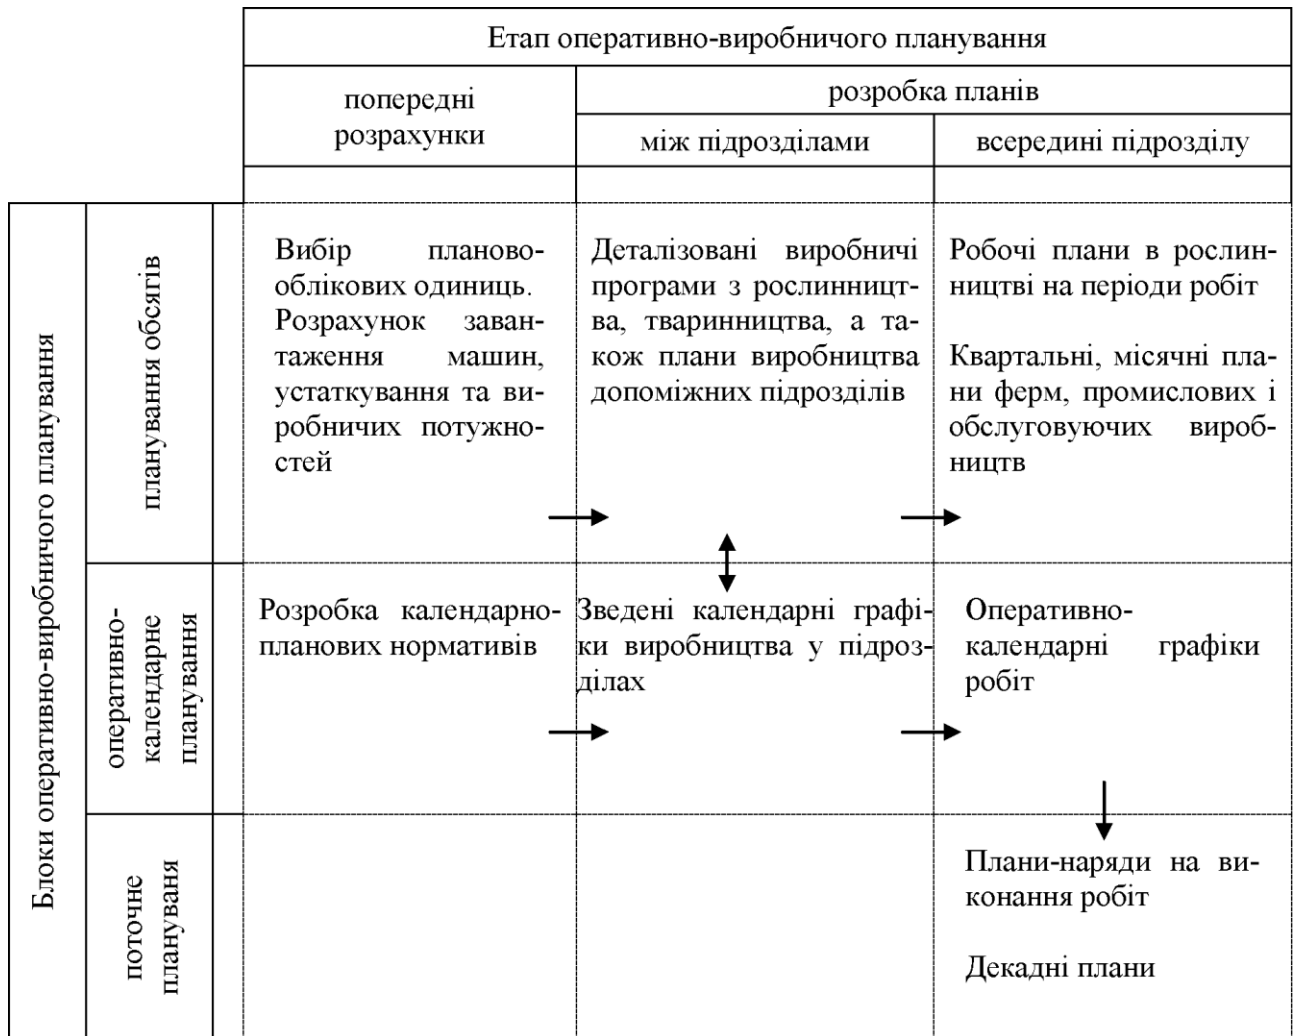 Етап оперативно-виробничого планування
попередні
розрахунки
розробка планів
між підрозділами
всередині підрозділу
Блоки оперативно-виробничого планування
планування обсягів
Вибір планово-
облікових одиниць.
Розрахунок заван-
таження машин,
устаткування та ви-
робничих потужно-
стей
Деталізовані виробничі
програми з рослинницт-
ва, тваринництва, а та-
кож плани виробництва
допоміжних підрозділів
Робочі плани в рослин-
ництві на періоди робіт
Квартальні, місячні пла-
ни ферм, промислових і
обслуговуючих вироб-
ництв
оперативно-
календарне
планування
Розробка календарно-
планових нормативів
Зведені календарні графі-
ки виробництва у підроз-
ділах
Оперативно-
календарні графіки
робіт
поточне
плануваня
Плани-наряди на ви-
конання робіт
Декадні плани